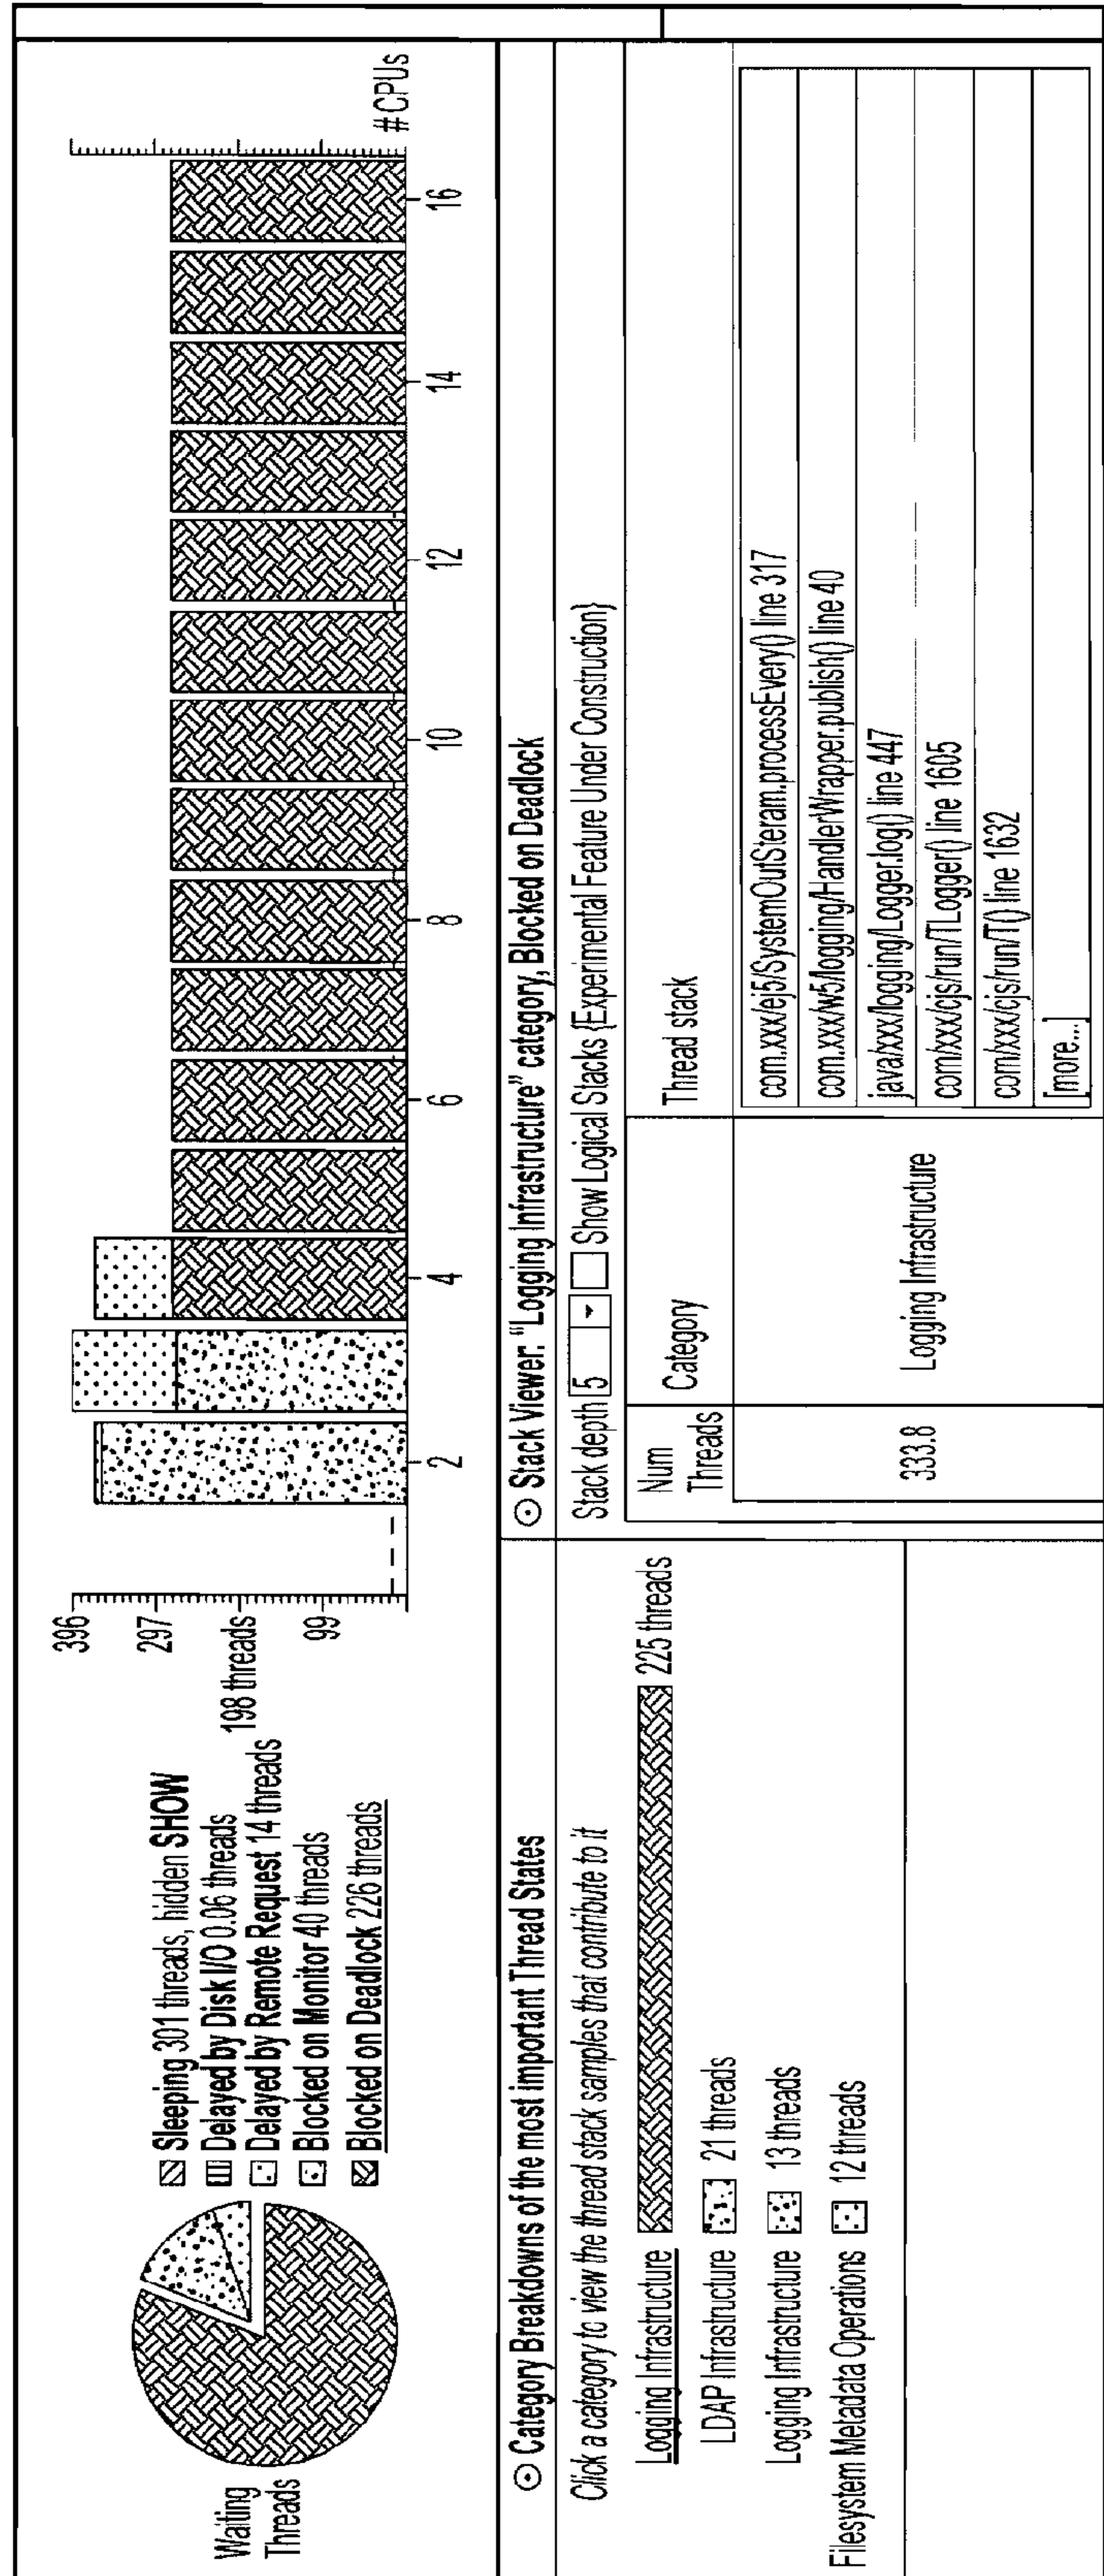 Waiting
Threads
Sleeping 301 threads, hidden SHOW
Delayed by Disk I/O 0.06 threads
Delayed by Remote Request 14 threads
Blocked on Monitor 40 threads
Blocked on Deadlock 226 threads
396
297
198 threads
99
2
4
6
8
10
12
14
16
#CPUs
Category Breakdowns of the most important Thread States
Click a category to view the thread stack samples that contribute to it
Logging Infrastructure 225 threads
LDAP Infrastructure 21 threads
Logging Infrastructure 13 threads
Filesystem Metadata Operations 12 threads
Stack Viewer: "Logging Infrastructure" category, Blocked on Deadlock
Stack depth 5 Show Logical Stacks {Experimental Feature Under Construction}
Num
Threads
Category
Thread stack
333.8
Logging Infrastructure
com.xxx/ej5/SystemOutSteram.processEvery() line 317
com.xxx/w5/logging/HandlerWrapper.publish() line 40
java/xxx/logging/Logger.log() line 447
com/xxx/cjs/run/TLogger() line 1605
com/xxx/cjs/run/T() line 1632
[more...]